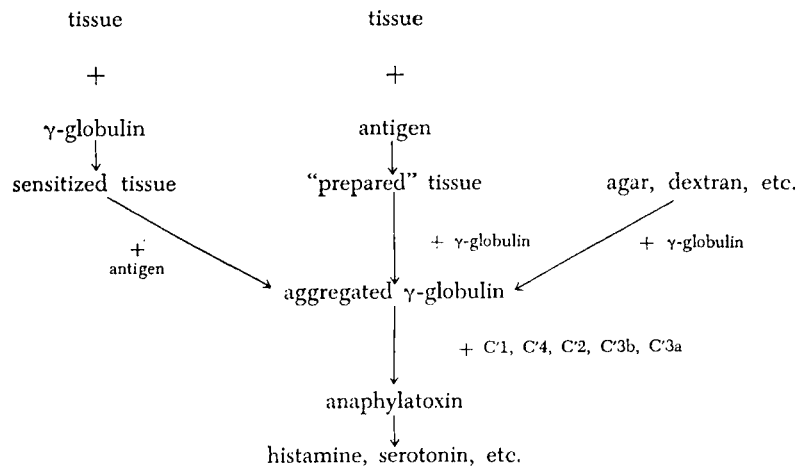 tissue tissue
+ +
γ-globulin antigen
sensitized tissue “prepared” tissue agar, dextran, etc.
+ + γ-globulin + γ-globulin
antigen
aggregated γ-globulin
+ C′1, C′4, C′2, C′3b, C′3a
anaphylatoxin
histamine, serotonin, etc.